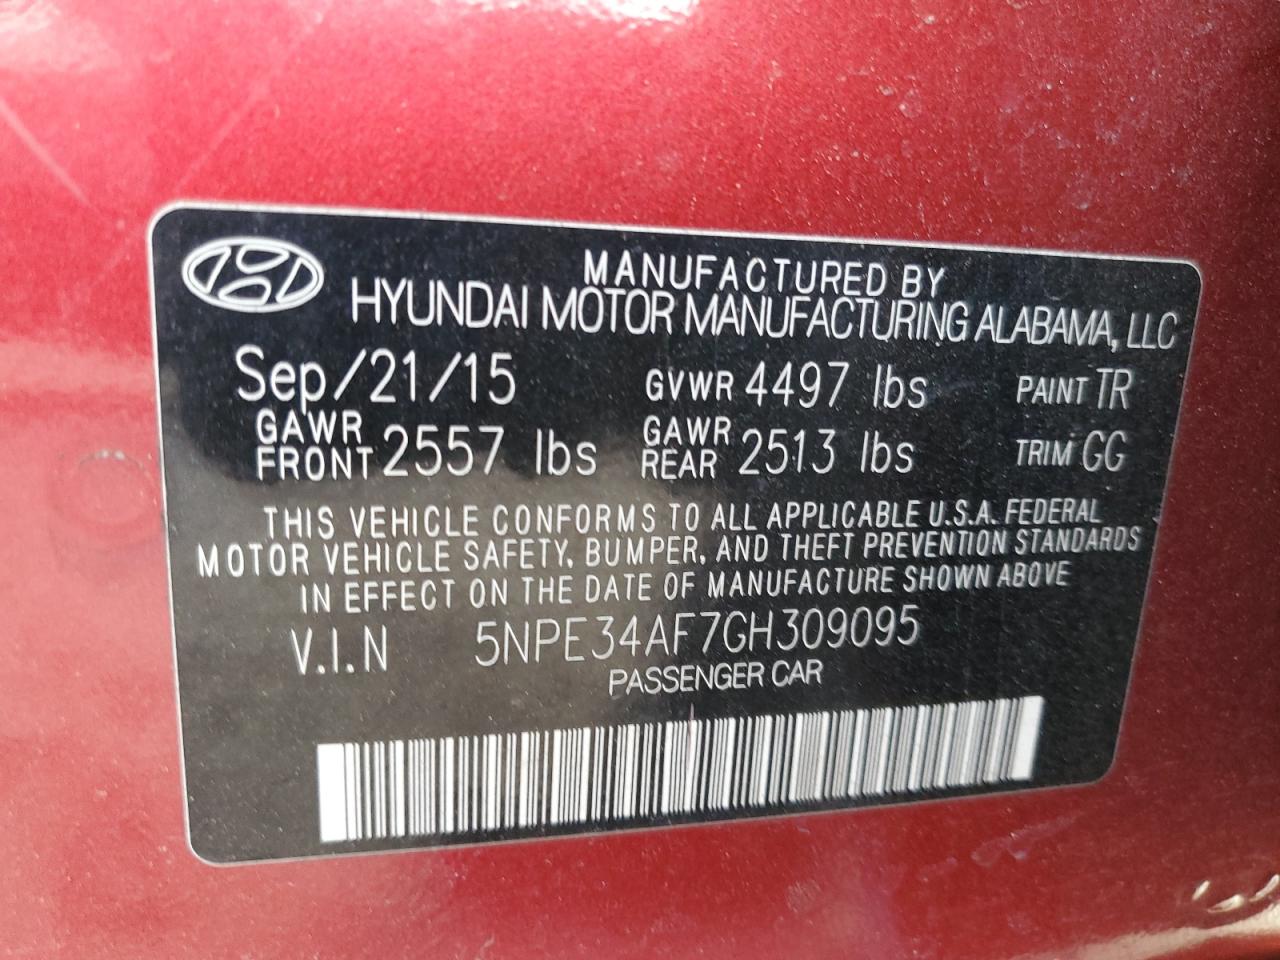 MANUFACTURED BY
HYUNDAI MOTOR MANUFACTURING ALABAMA, LLC
Sep/21/15 GVWR 4497 lbs PAINT TR
GAWR FRONT 2557 lbs GAWR REAR 2513 lbs TRIM GG
THIS VEHICLE CONFORMS TO ALL APPLICABLE U.S.A. FEDERAL
MOTOR VEHICLE SAFETY, BUMPER, AND THEFT PREVENTION STANDARDS
IN EFFECT ON THE DATE OF MANUFACTURE SHOWN ABOVE
V.I.N 5NPE34AF7GH309095
PASSENGER CAR